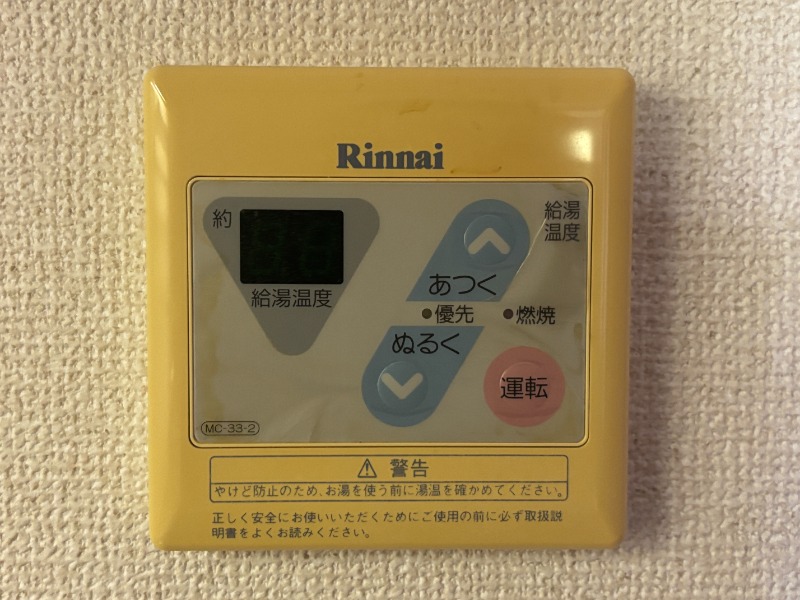 Rinnai
約
給湯
温度
給湯温度
あつく
優先
燃焼
ぬるく
運転
MC-33-2
警告
やけど防止のため、お湯を使う前に湯温を確かめてください。
正しく安全にお使いいただくためにご使用の前に必ず取扱説
明書をよくお読みください。